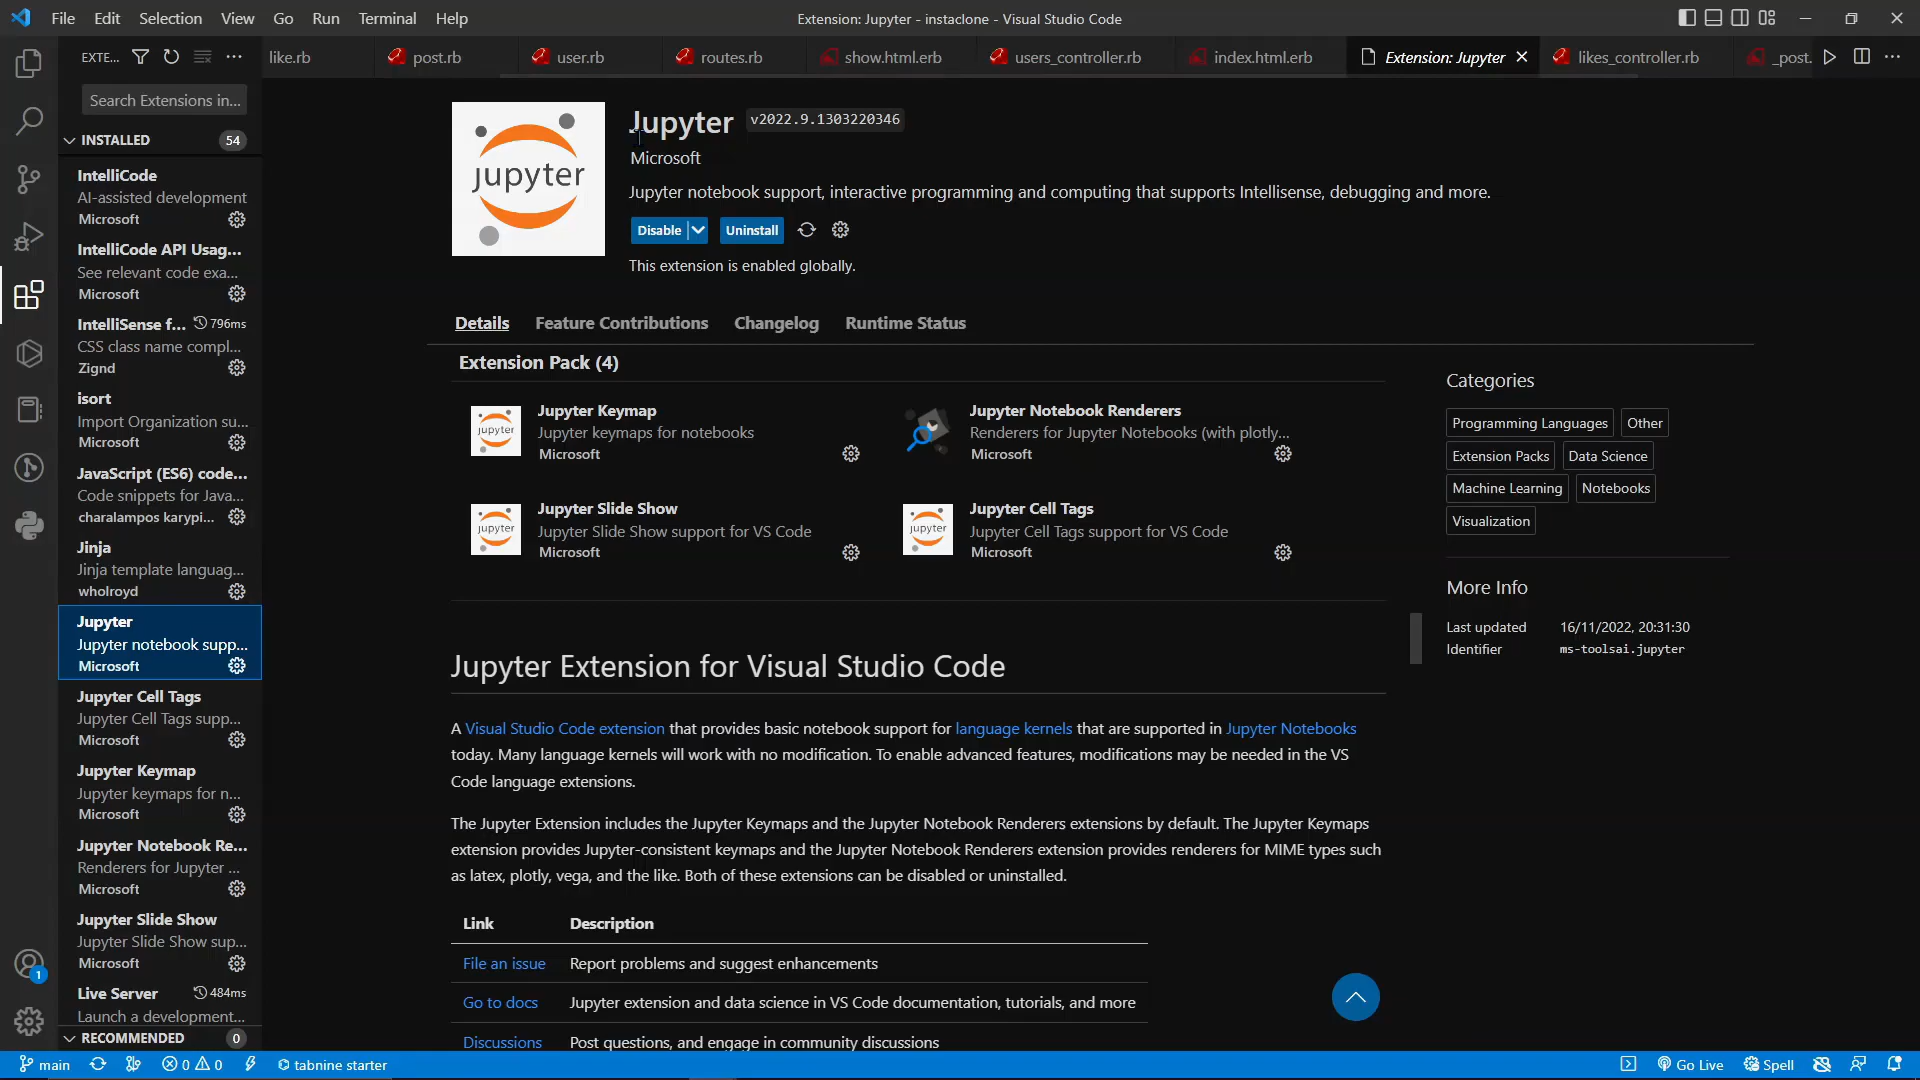 File Edit Selection View Go Run Terminal Help
Extension: Jupyter - instaclone - Visual Studio Code
EXTE...
like.rb
post.rb
user.rb
routes.rb
show.html.erb
users_controller.rb
index.html.erb
Extension: Jupyter
likes_controller.rb
_post.
Search Extensions in...
INSTALLED 54
IntelliCode
AI-assisted development
Microsoft
IntelliCode API Usag...
See relevant code exa...
Microsoft
IntelliSense f... 796ms
CSS class name compl...
Zignd
isort
Import Organization su...
Microsoft
JavaScript (ES6) code...
Code snippets for Java...
charalampos karypi...
Jinja
Jinja template languag...
wholroyd
Jupyter
Jupyter notebook supp...
Microsoft
Jupyter Cell Tags
Jupyter Cell Tags supp...
Microsoft
Jupyter Keymap
Jupyter keymaps for n...
Microsoft
Jupyter Notebook Re...
Renderers for Jupyter ...
Microsoft
Jupyter Slide Show
Jupyter Slide Show sup...
Microsoft
Live Server 484ms
Launch a development...
RECOMMENDED 0
1
jupyter
Jupyter v2022.9.1303220346
Microsoft
Jupyter notebook support, interactive programming and computing that supports Intellisense, debugging and more.
Disable Uninstall
This extension is enabled globally.
Details Feature Contributions Changelog Runtime Status
Extension Pack (4)
jupyter
Jupyter Keymap
Jupyter keymaps for notebooks
Microsoft
Jupyter Notebook Renderers
Renderers for Jupyter Notebooks (with plotly...
Microsoft
jupyter
Jupyter Slide Show
Jupyter Slide Show support for VS Code
Microsoft
jupyter
Jupyter Cell Tags
Jupyter Cell Tags support for VS Code
Microsoft
Jupyter Extension for Visual Studio Code
A Visual Studio Code extension that provides basic notebook support for language kernels that are supported in Jupyter Notebooks
today. Many language kernels will work with no modification. To enable advanced features, modifications may be needed in the VS
Code language extensions.
The Jupyter Extension includes the Jupyter Keymaps and the Jupyter Notebook Renderers extensions by default. The Jupyter Keymaps
extension provides Jupyter-consistent keymaps and the Jupyter Notebook Renderers extension provides renderers for MIME types such
as latex, plotly, vega, and the like. Both of these extensions can be disabled or uninstalled.
Link Description
File an issue Report problems and suggest enhancements
Go to docs Jupyter extension and data science in VS Code documentation, tutorials, and more
Discussions Post questions, and engage in community discussions
Categories
Programming Languages Other
Extension Packs Data Science
Machine Learning Notebooks
Visualization
More Info
Last updated 16/11/2022, 20:31:30
Identifier ms-toolsai.jupyter
main 0 0 tabnine starter Go Live Spell